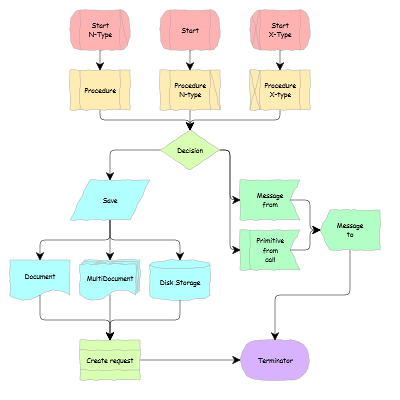 Start
N-Type
Start
Start
X-Type
Procedure
Procedure
N-type
Procedure
X-type
Decision
Save
Message
from
Message
to
Primitive
from
call
Document
MultiDocument
Disk Storage
Create request
Terminator